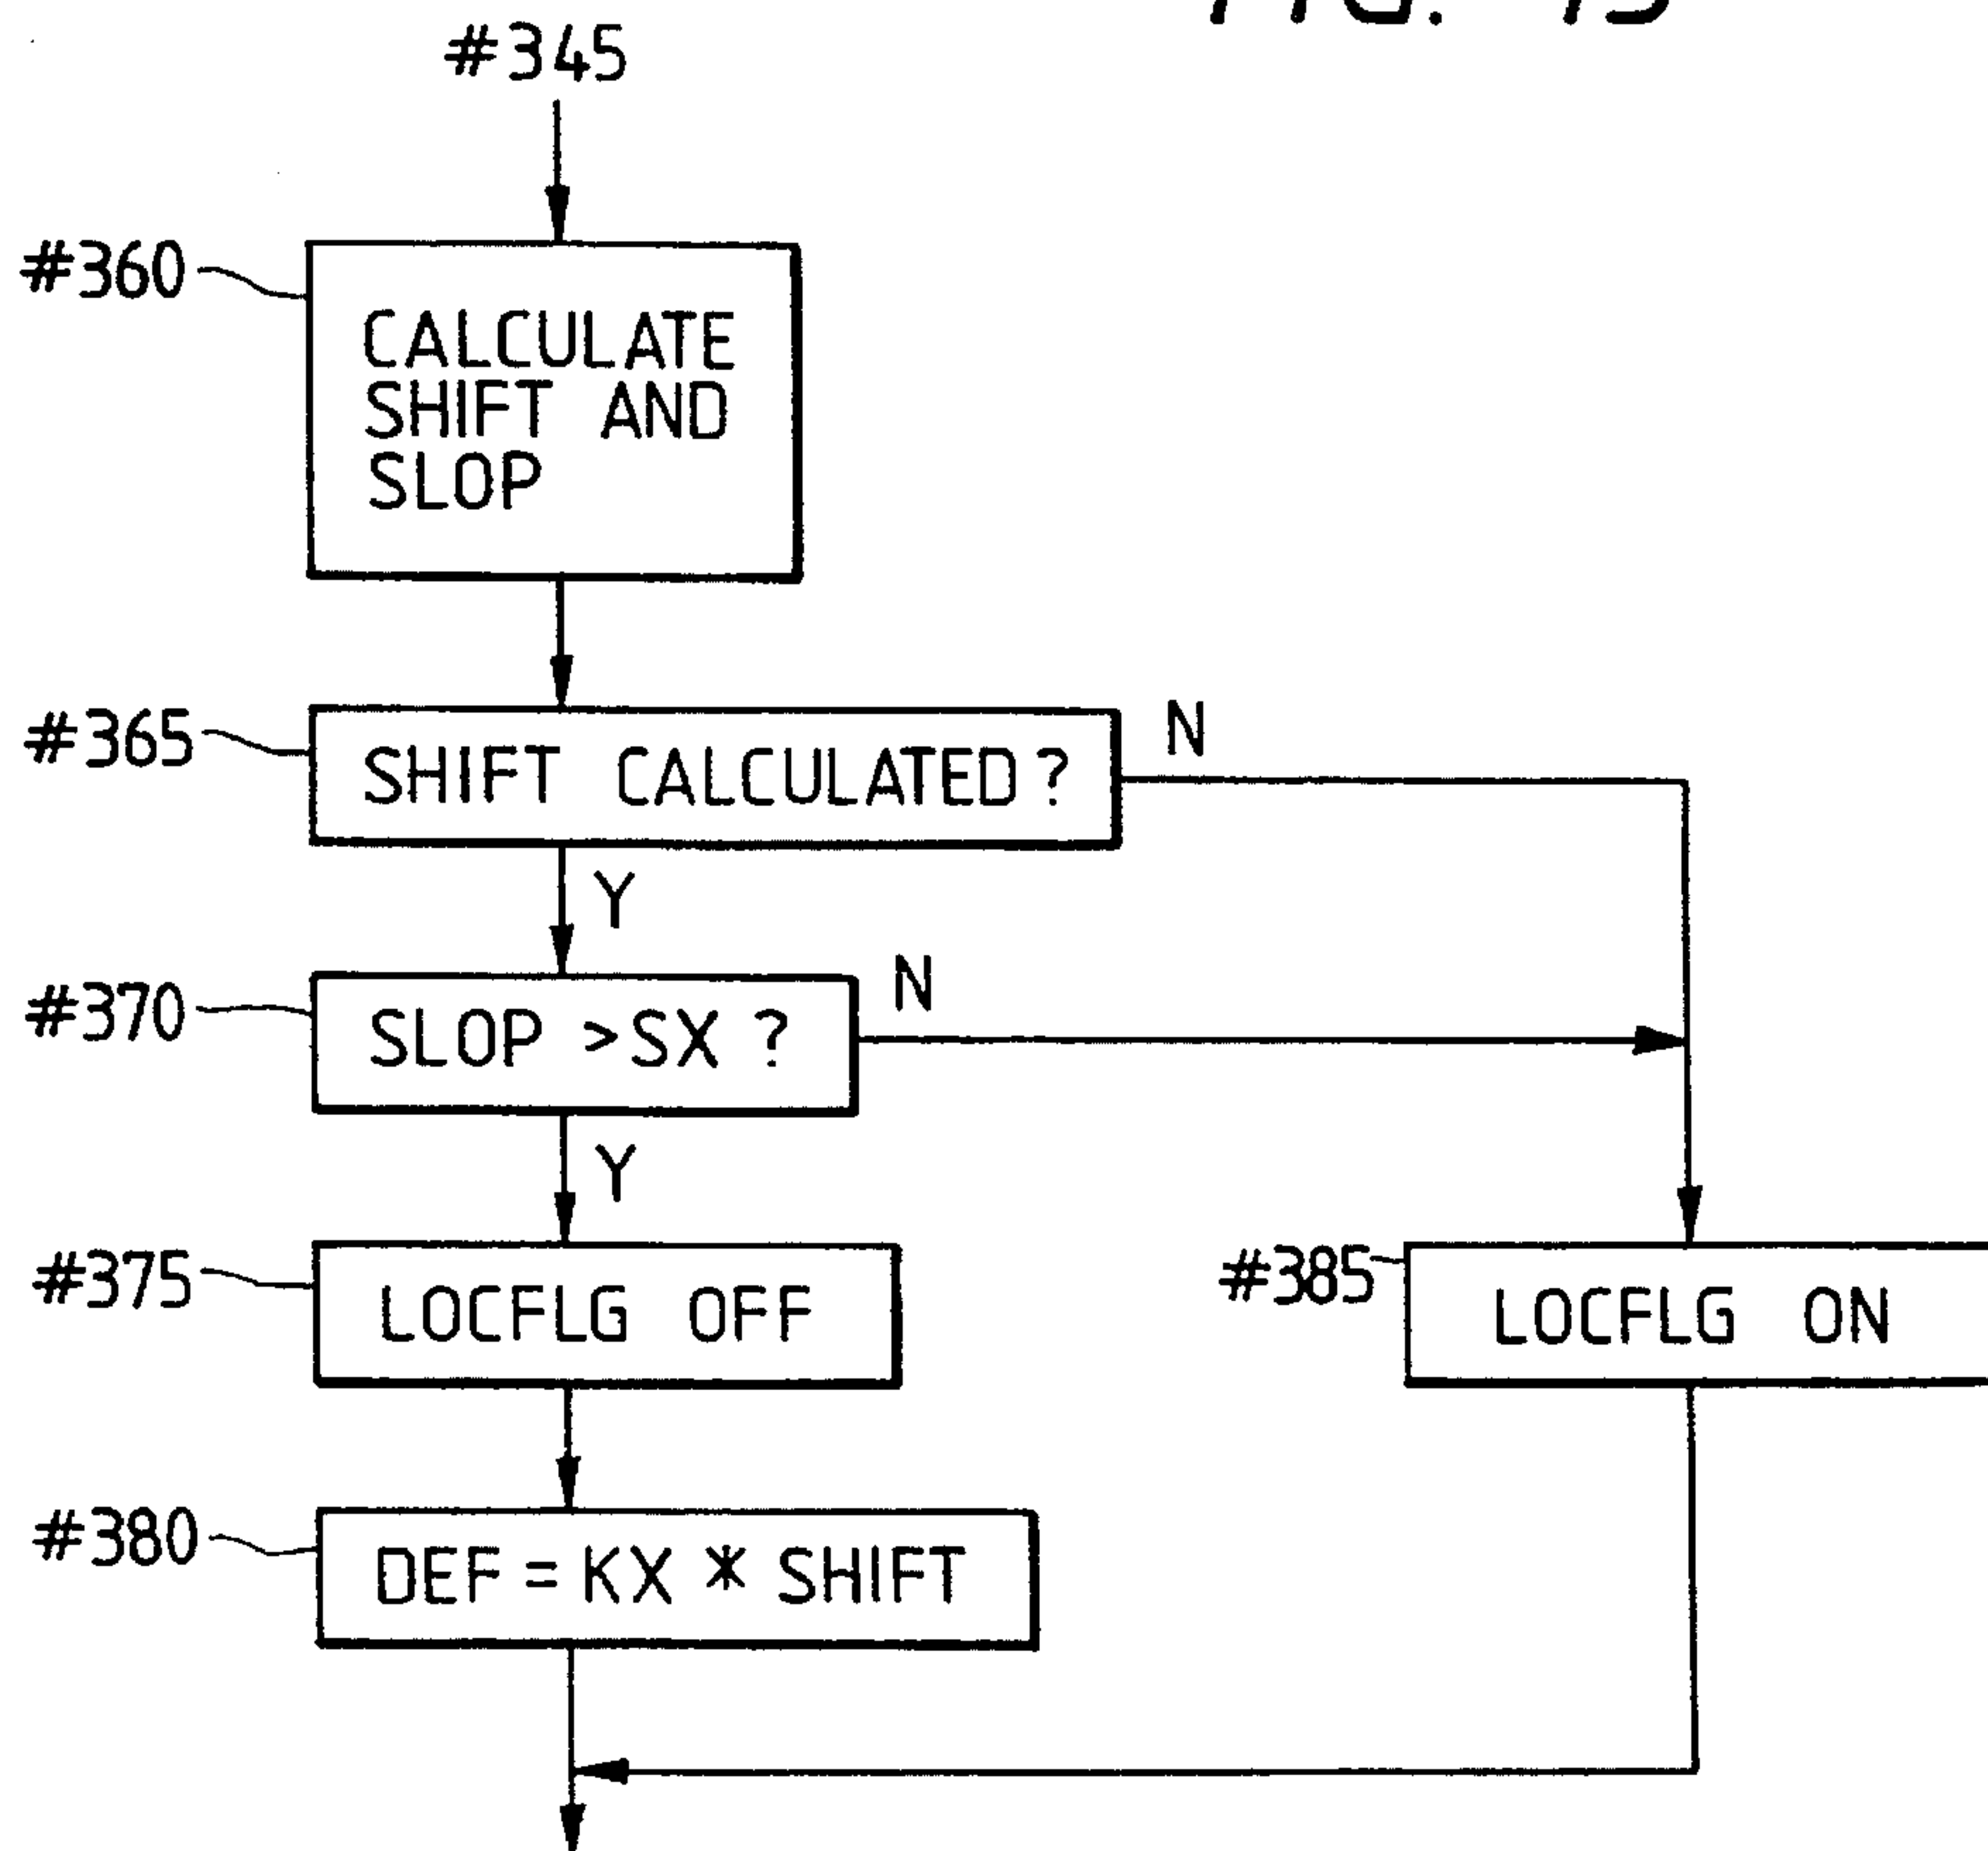 #345
#360
CALCULATE
SHIFT AND
SLOP
#365
SHIFT CALCULATED?
N
Y
#370
SLOP >SX ?
N
Y
#375
LOCFLG OFF
#385
LOCFLG ON
#380
DEF = KX * SHIFT